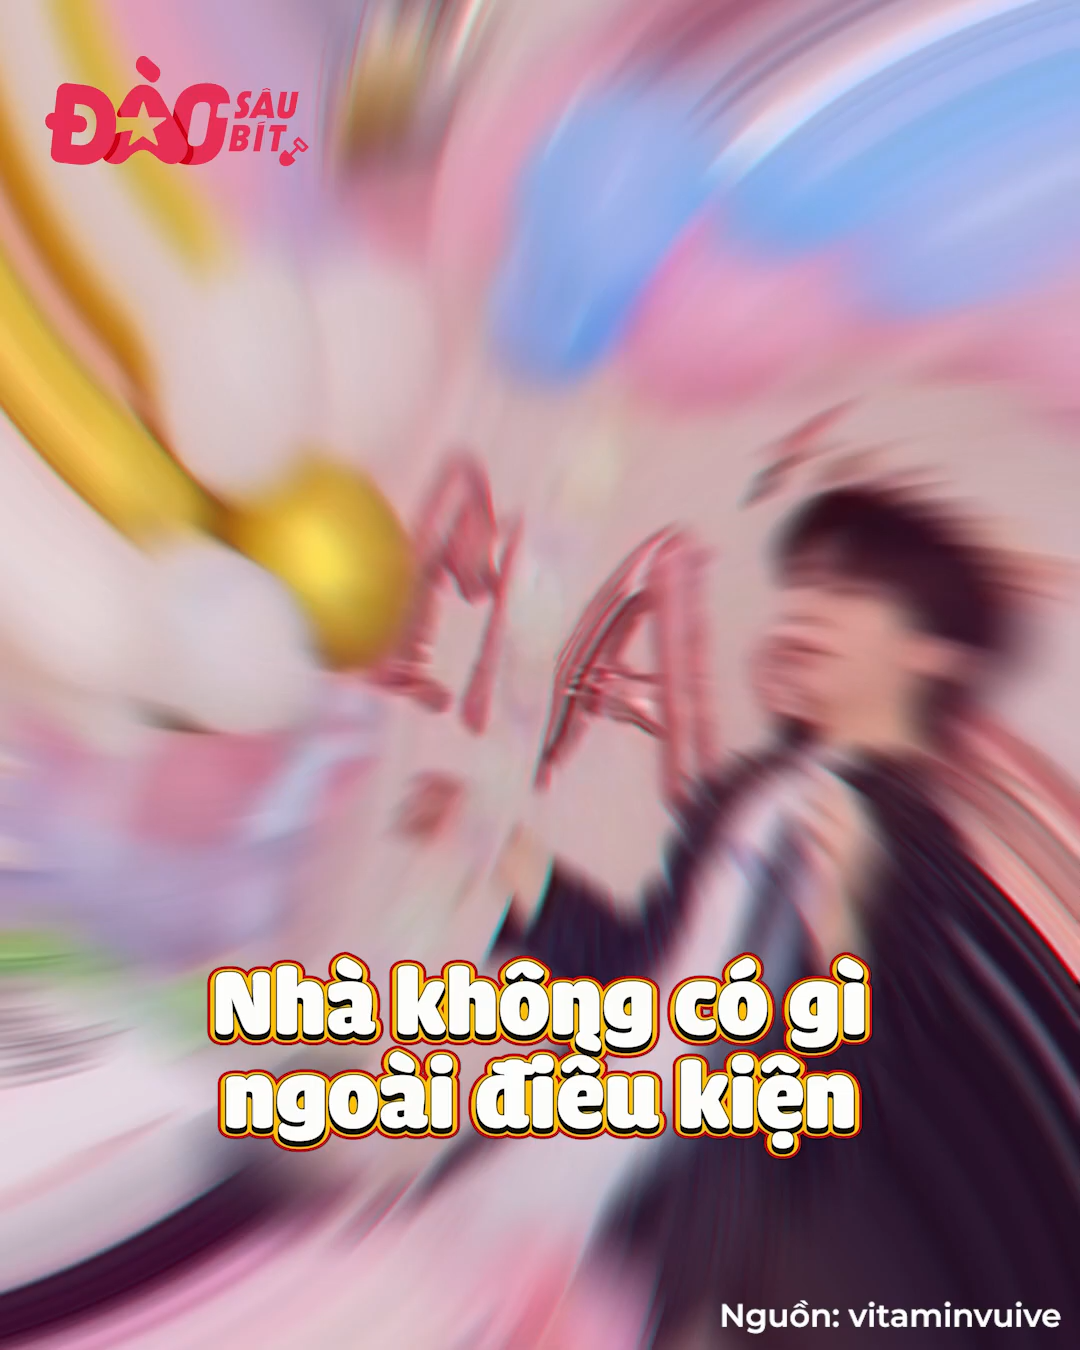 ĐÀO SÂU
BÍT
Nhà không có gì
ngoài điều kiện
Nguồn: vitaminvuive